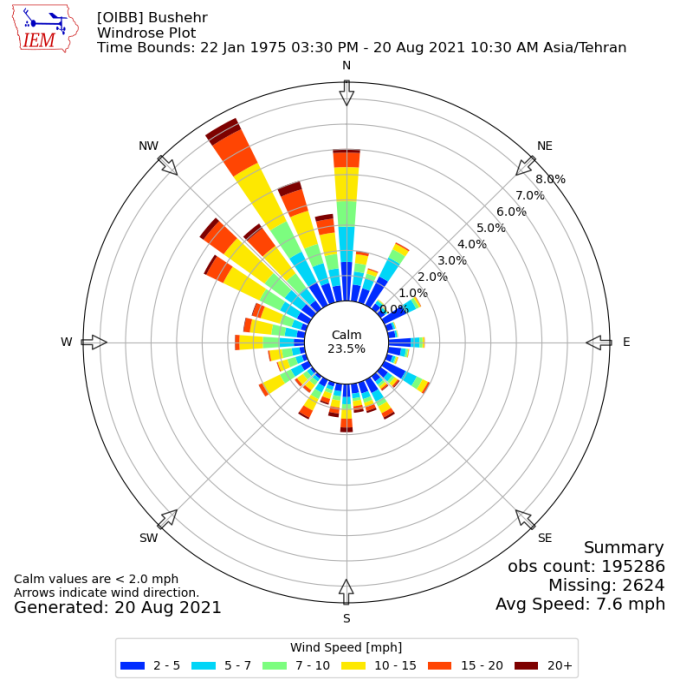 IEM
[OIBB] Bushehr
Windrose Plot
Time Bounds: 22 Jan 1975 03:30 PM - 20 Aug 2021 10:30 AM Asia/Tehran
N
NW
NE
8.0%
7.0%
6.0%
5.0%
4.0%
3.0%
2.0%
1.0%
0.0%
Calm
23.5%
W
E
SW
SE
S
Calm values are < 2.0 mph
Arrows indicate wind direction.
Generated: 20 Aug 2021
Summary
obs count: 195286
Missing: 2624
Avg Speed: 7.6 mph
Wind Speed [mph]
2 - 5 5 - 7 7 - 10 10 - 15 15 - 20 20+